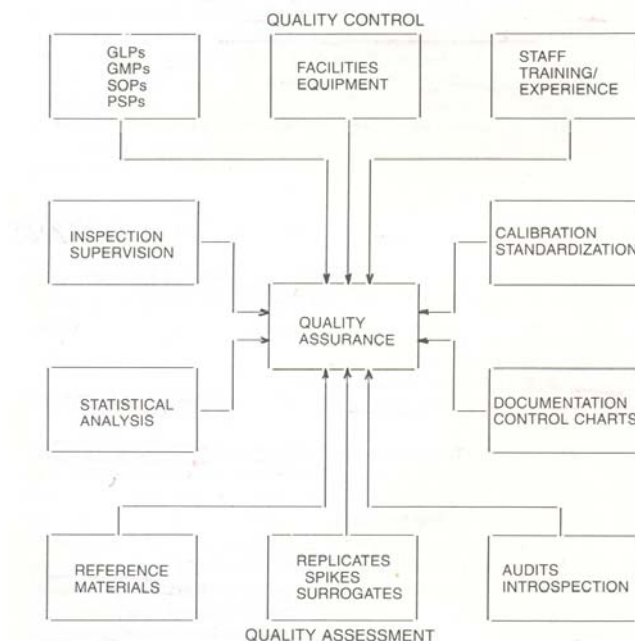 QUALITY CONTROL
GLPs
GMPs
SOPs
PSPs
FACILITIES
EQUIPMENT
STAFF
TRAINING/
EXPERIENCE
INSPECTION
SUPERVISION
CALIBRATION
STANDARDIZATION
QUALITY
ASSURANCE
STATISTICAL
ANALYSIS
DOCUMENTATION
CONTROL CHARTS
REFERENCE
MATERIALS
REPLICATES
SPIKES
SURROGATES
AUDITS
INTROSPECTION
QUALITY ASSESSMENT